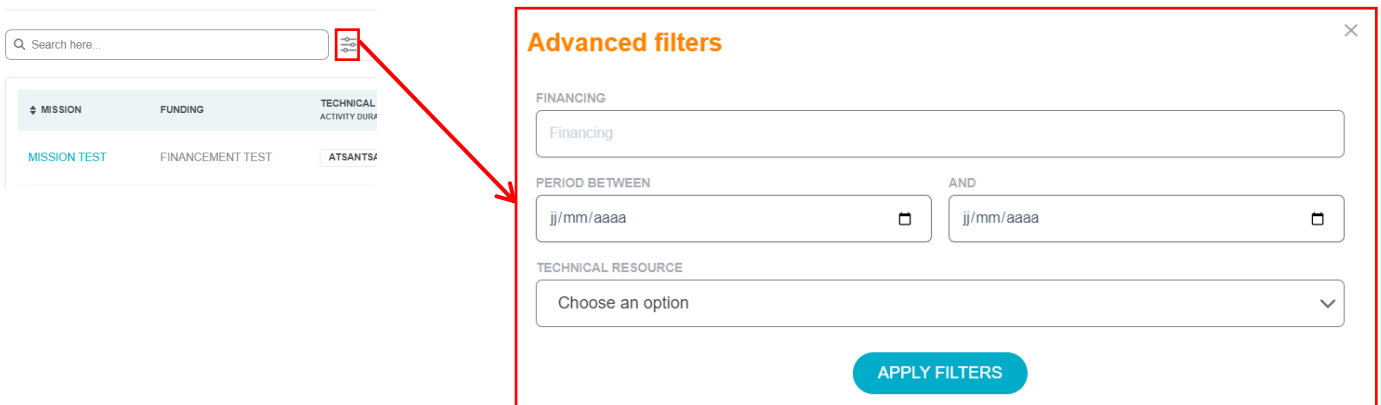 Search here...
MISSION FUNDING TECHNICAL
ACTIVITY DURA
MISSION TEST FINANCEMENT TEST ATSANTSA
Advanced filters
FINANCING
Financing
PERIOD BETWEEN AND
jj/mm/aaaa jj/mm/aaaa
TECHNICAL RESOURCE
Choose an option
APPLY FILTERS